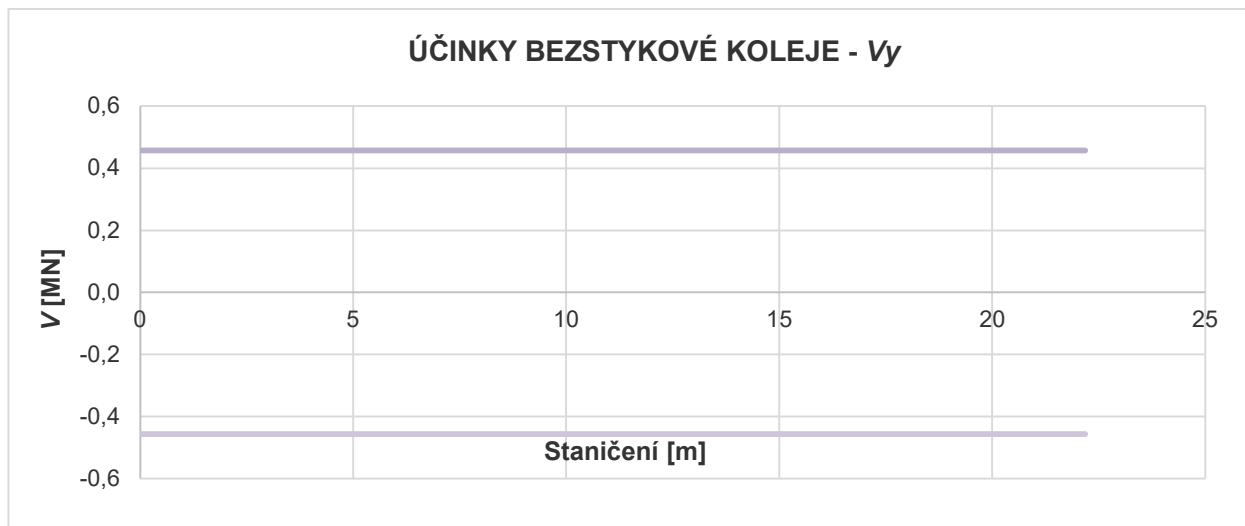 ÚČINKY BEZSTYKOVÉ KOLEJE - Vy
0,6
0,4
0,2
0,0
-0,2
-0,4
-0,6
V [MN]
0 5 10 15 20 25
Staničení [m]